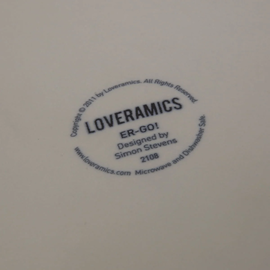 Copyright © 2011 by Loveramics. All Rights Reserved
LOVERAMICS
ER-GO!
Designed by
Simon Stevens
2108
www.loveramics.com Microwave and Dishwasher Safe